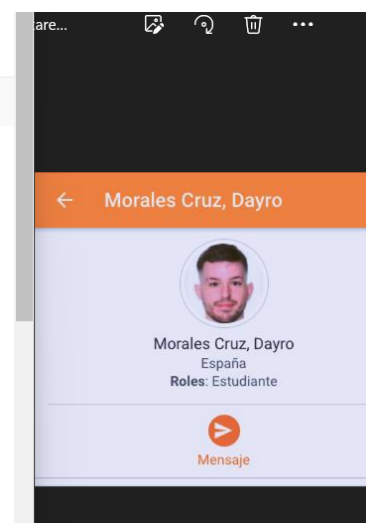 are...
Morales Cruz, Dayro
Morales Cruz, Dayro
España
Roles: Estudiante
Mensaje